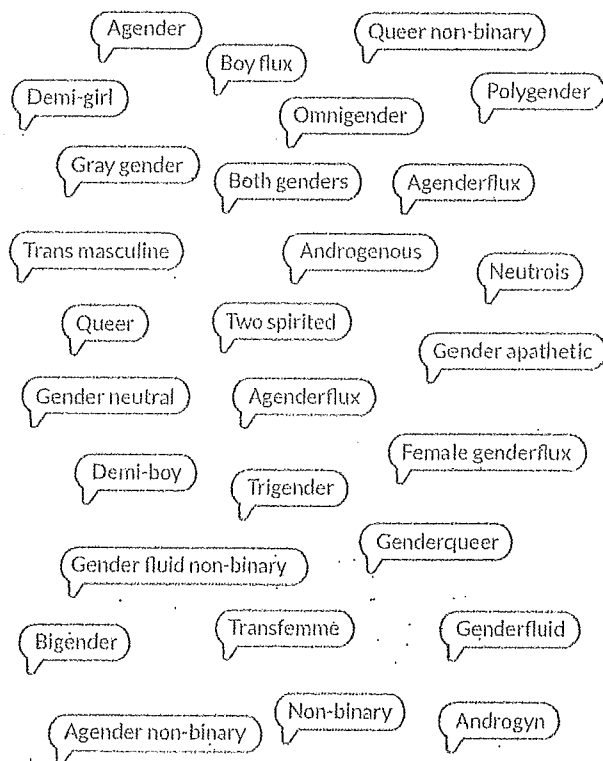 Agender
Queer non-binary
Boy flux
Demi-girl
Polygender
Omnigender
Gray gender
Both genders
Agenderflux
Trans masculine
Androgenous
Neutrois
Queer
Two spirited
Gender apathetic
Gender neutral
Agenderflux
Female genderflux
Demi-boy
Trigender
Genderqueer
Gender fluid non-binary
Bigender
Transfemme
Genderfluid
Non-binary
Androgyn
Agender non-binary